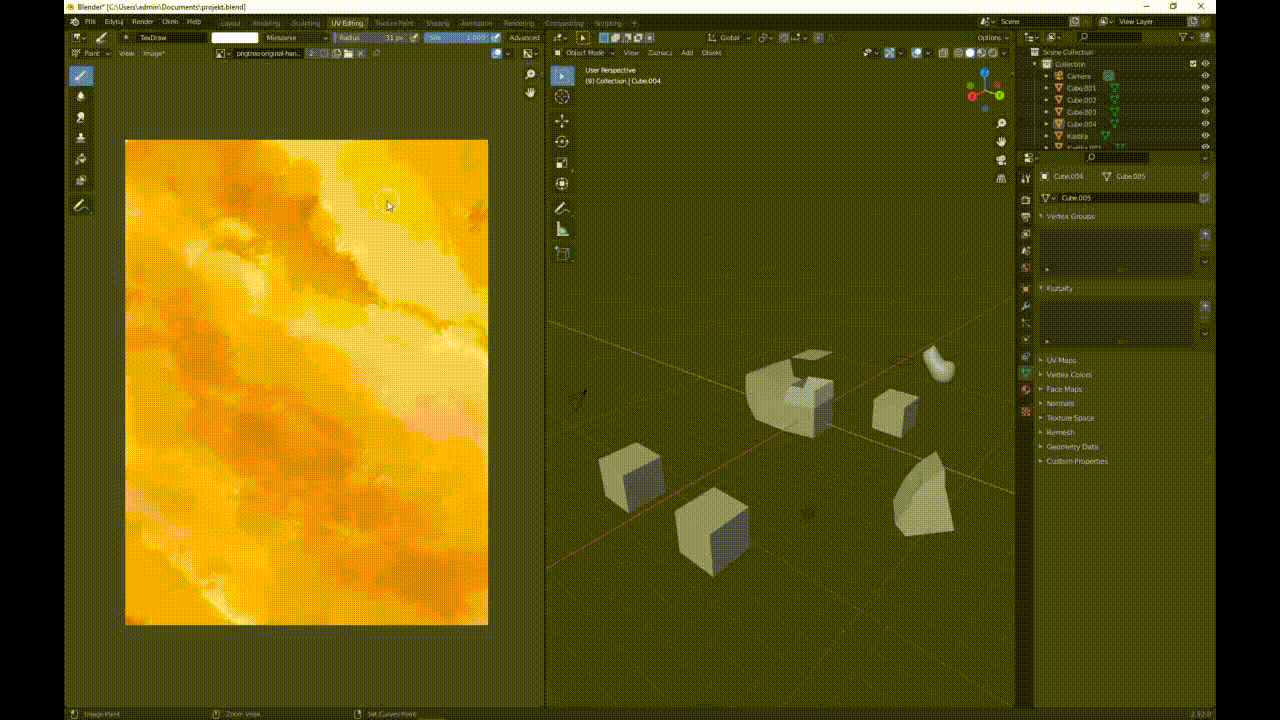 Blender* [C:\Users\admin\Documents\projekt.blend]
Plik Edytuj Render Okno Help Layout Modeling Sculpting UV Editing Texture Paint Shading Animation Rendering Compositing Scripting Scene View Layer
TexDraw Mieszanie Radius 31 px Siła 1.000 Advanced Global Options
Paint View Image* pngtree-original-han... Object Mode View Zaznacz Add Obiekt
User Perspective
(9) Collection | Cube.004
Scene Collection
Collection
Camera
Cube.001
Cube.002
Cube.003
Cube.004
Kostka
Kostka.001
Cube.004 Cube.005
Cube.005
Vertex Groups
Kształty
UV Maps
Vertex Colors
Face Maps
Normals
Texture Space
Remesh
Geometry Data
Custom Properties
Image Paint Zoom View Set Curves Point 2.92.0